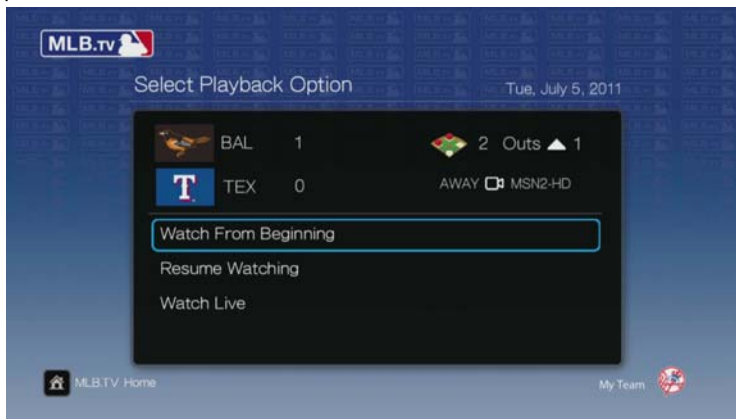 MLB.TV
Select Playback Option
Tue, July 5, 2011
BAL 1
2 Outs ▲ 1
T TEX 0
AWAY MSN2-HD
Watch From Beginning
Resume Watching
Watch Live
MLB.TV Home
My Team